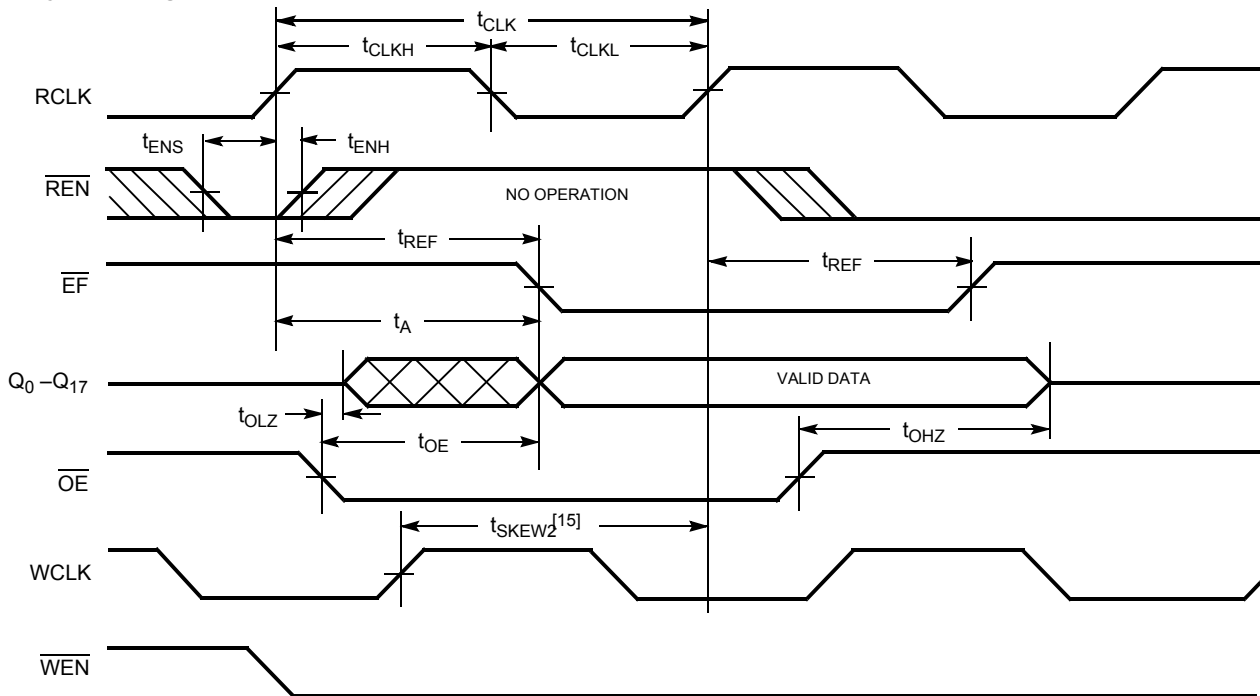 tCLK
tCLKH
tCLKL
RCLK
tENS
tENH
REN
NO OPERATION
tREF
tREF
EF
tA
Q0 –Q17
VALID DATA
tOLZ
tOE
tOHZ
OE
tSKEW2[15]
WCLK
WEN